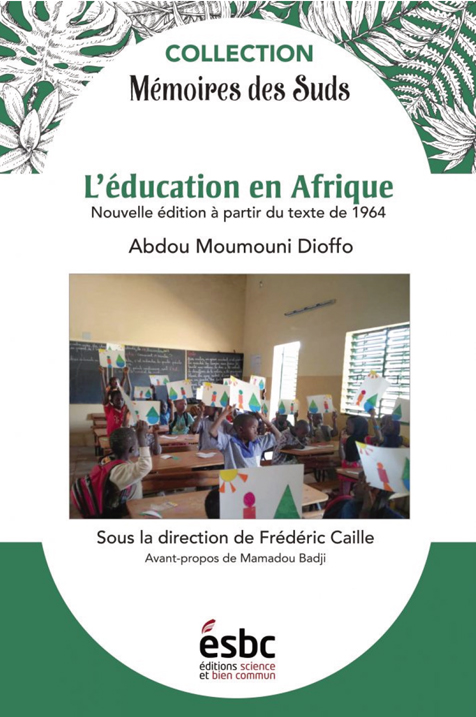 COLLECTION
Mémoires des Suds
L'éducation en Afrique
Nouvelle édition à partir du texte de 1964
Abdou Moumouni Dioffo
Sous la direction de Frédéric Caille
Avant-propos de Mamadou Badji
ésbc
éditions science
et bien commun